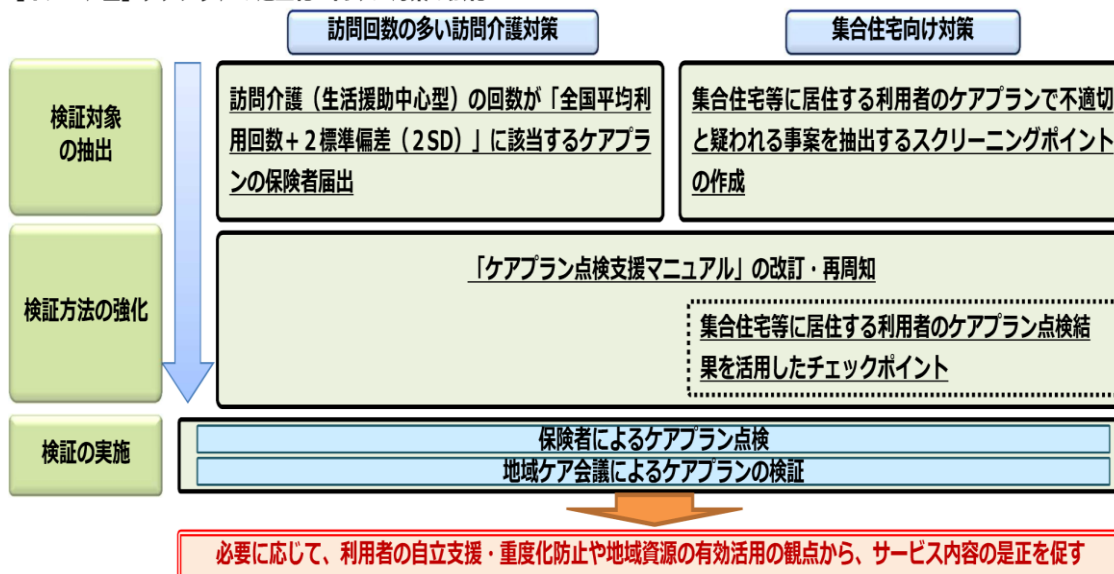 訪問回数の多い訪問介護対策
集合住宅向け対策
検証対象
の抽出
訪問介護（生活援助中心型）の回数が「全国平均利
用回数＋２標準偏差（２SD）」に該当するケアプラ
ンの保険者届出
集合住宅等に居住する利用者のケアプランで不適切
と疑われる事案を抽出するスクリーニングポイント
の作成
検証方法の強化
「ケアプラン点検支援マニュアル」の改訂・再周知
集合住宅等に居住する利用者のケアプラン点検結
果を活用したチェックポイント
検証の実施
保険者によるケアプラン点検
地域ケア会議によるケアプランの検証
必要に応じて、利用者の自立支援・重度化防止や地域資源の有効活用の観点から、サービス内容の是正を促す